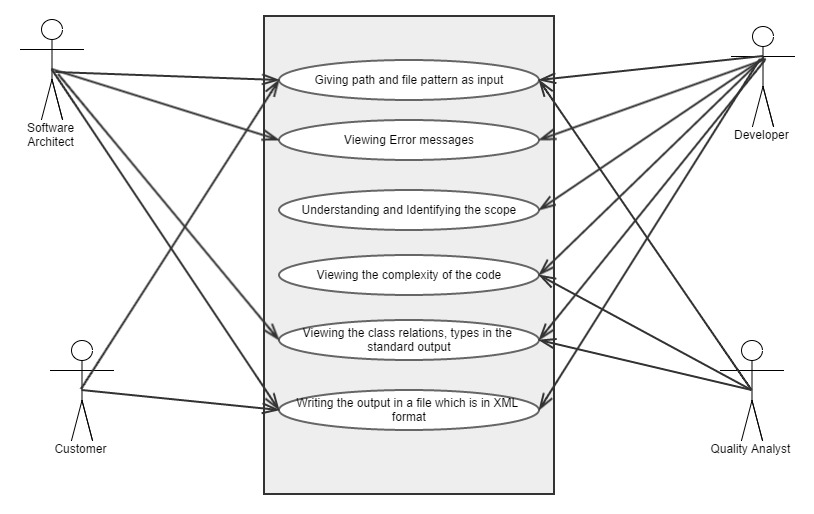 Giving path and file pattern as input
Software
Architect
Developer
Viewing Error messages
Understanding and Identifying the scope
Viewing the complexity of the code
Viewing the class relations, types in the
standard output
Writing the output in a file which is in XML
format
Customer
Quality Analyst